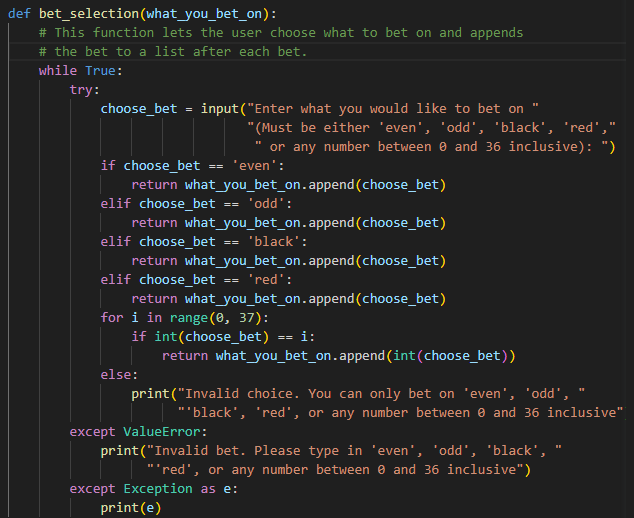 def bet_selection(what_you_bet_on):
    # This function lets the user choose what to bet on and appends
    # the bet to a list after each bet.
    while True:
        try:
            choose_bet = input("Enter what you would like to bet on "
                               "(Must be either 'even', 'odd', 'black', 'red',"
                                " or any number between 0 and 36 inclusive): ")
            if choose_bet == 'even':
                return what_you_bet_on.append(choose_bet)
            elif choose_bet == 'odd':
                return what_you_bet_on.append(choose_bet)
            elif choose_bet == 'black':
                return what_you_bet_on.append(choose_bet)
            elif choose_bet == 'red':
                return what_you_bet_on.append(choose_bet)
            for i in range(0, 37):
                if int(choose_bet) == i:
                    return what_you_bet_on.append(int(choose_bet))
            else:
                print("Invalid choice. You can only bet on 'even', 'odd', "
                      "'black', 'red', or any number between 0 and 36 inclusive"
        except ValueError:
            print("Invalid bet. Please type in 'even', 'odd', 'black', "
                  "'red', or any number between 0 and 36 inclusive")
        except Exception as e:
            print(e)